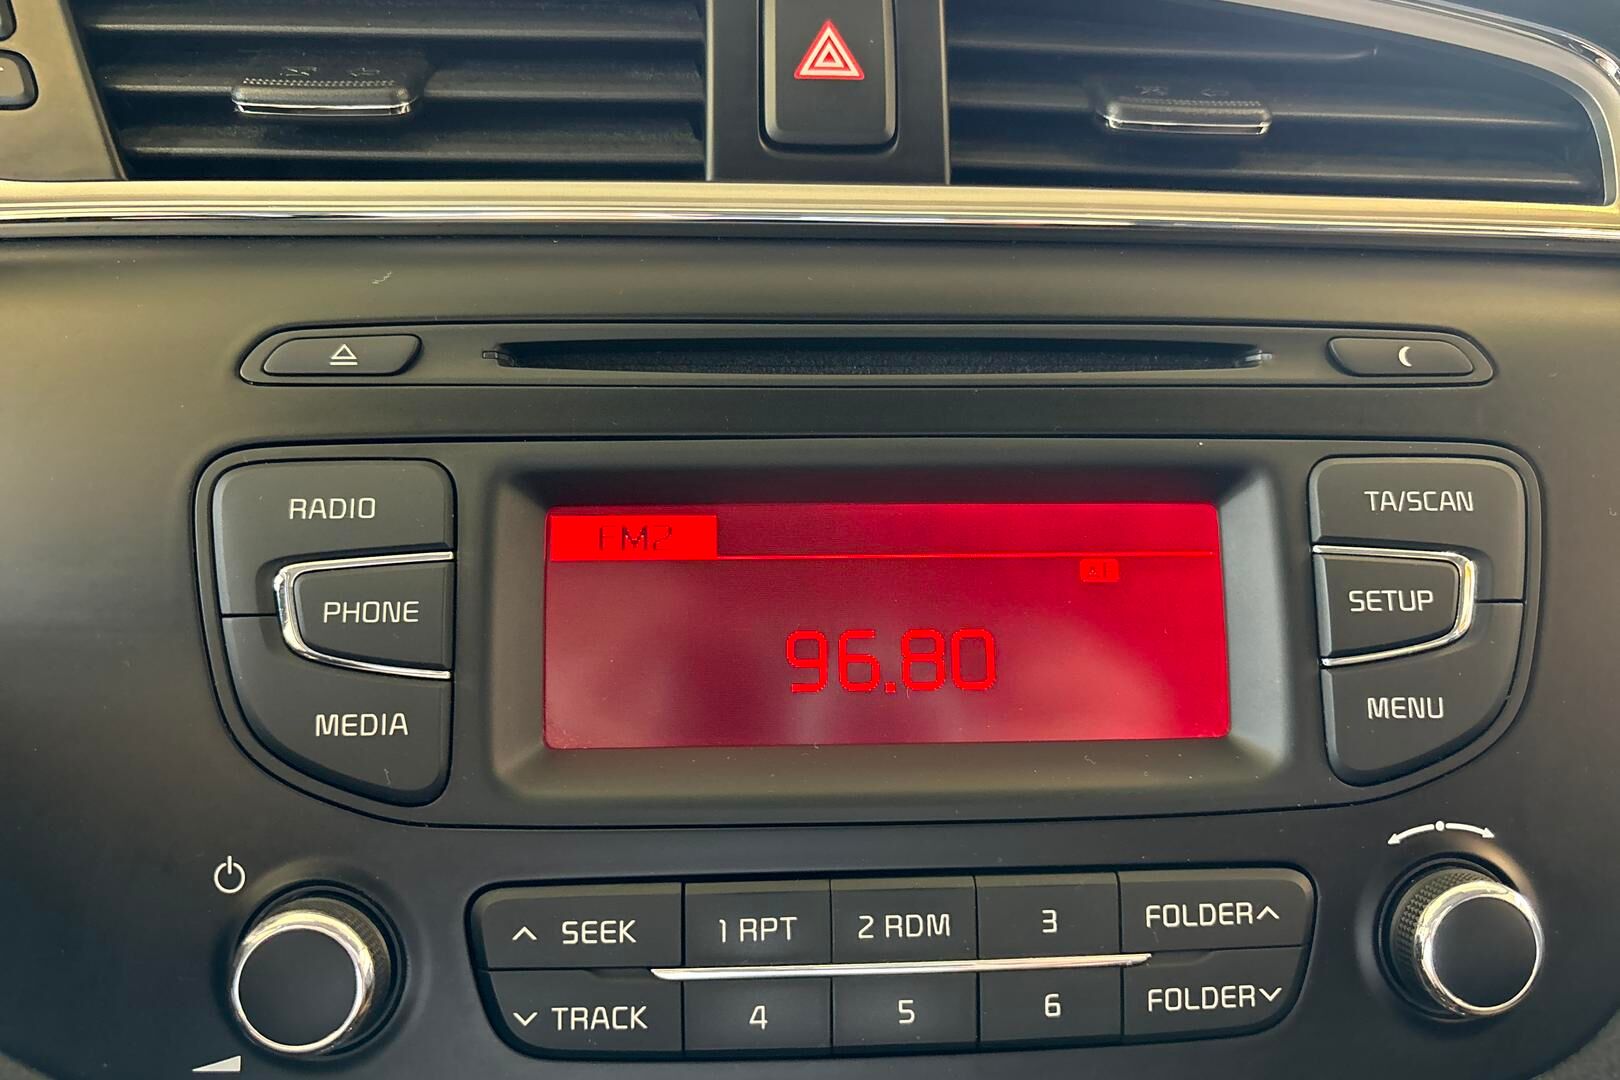 RADIO
TA/SCAN
FM2
PHONE
SETUP
96.80
MEDIA
MENU
SEEK
1 RPT
2 RDM
3
FOLDER
TRACK
4
5
6
FOLDER